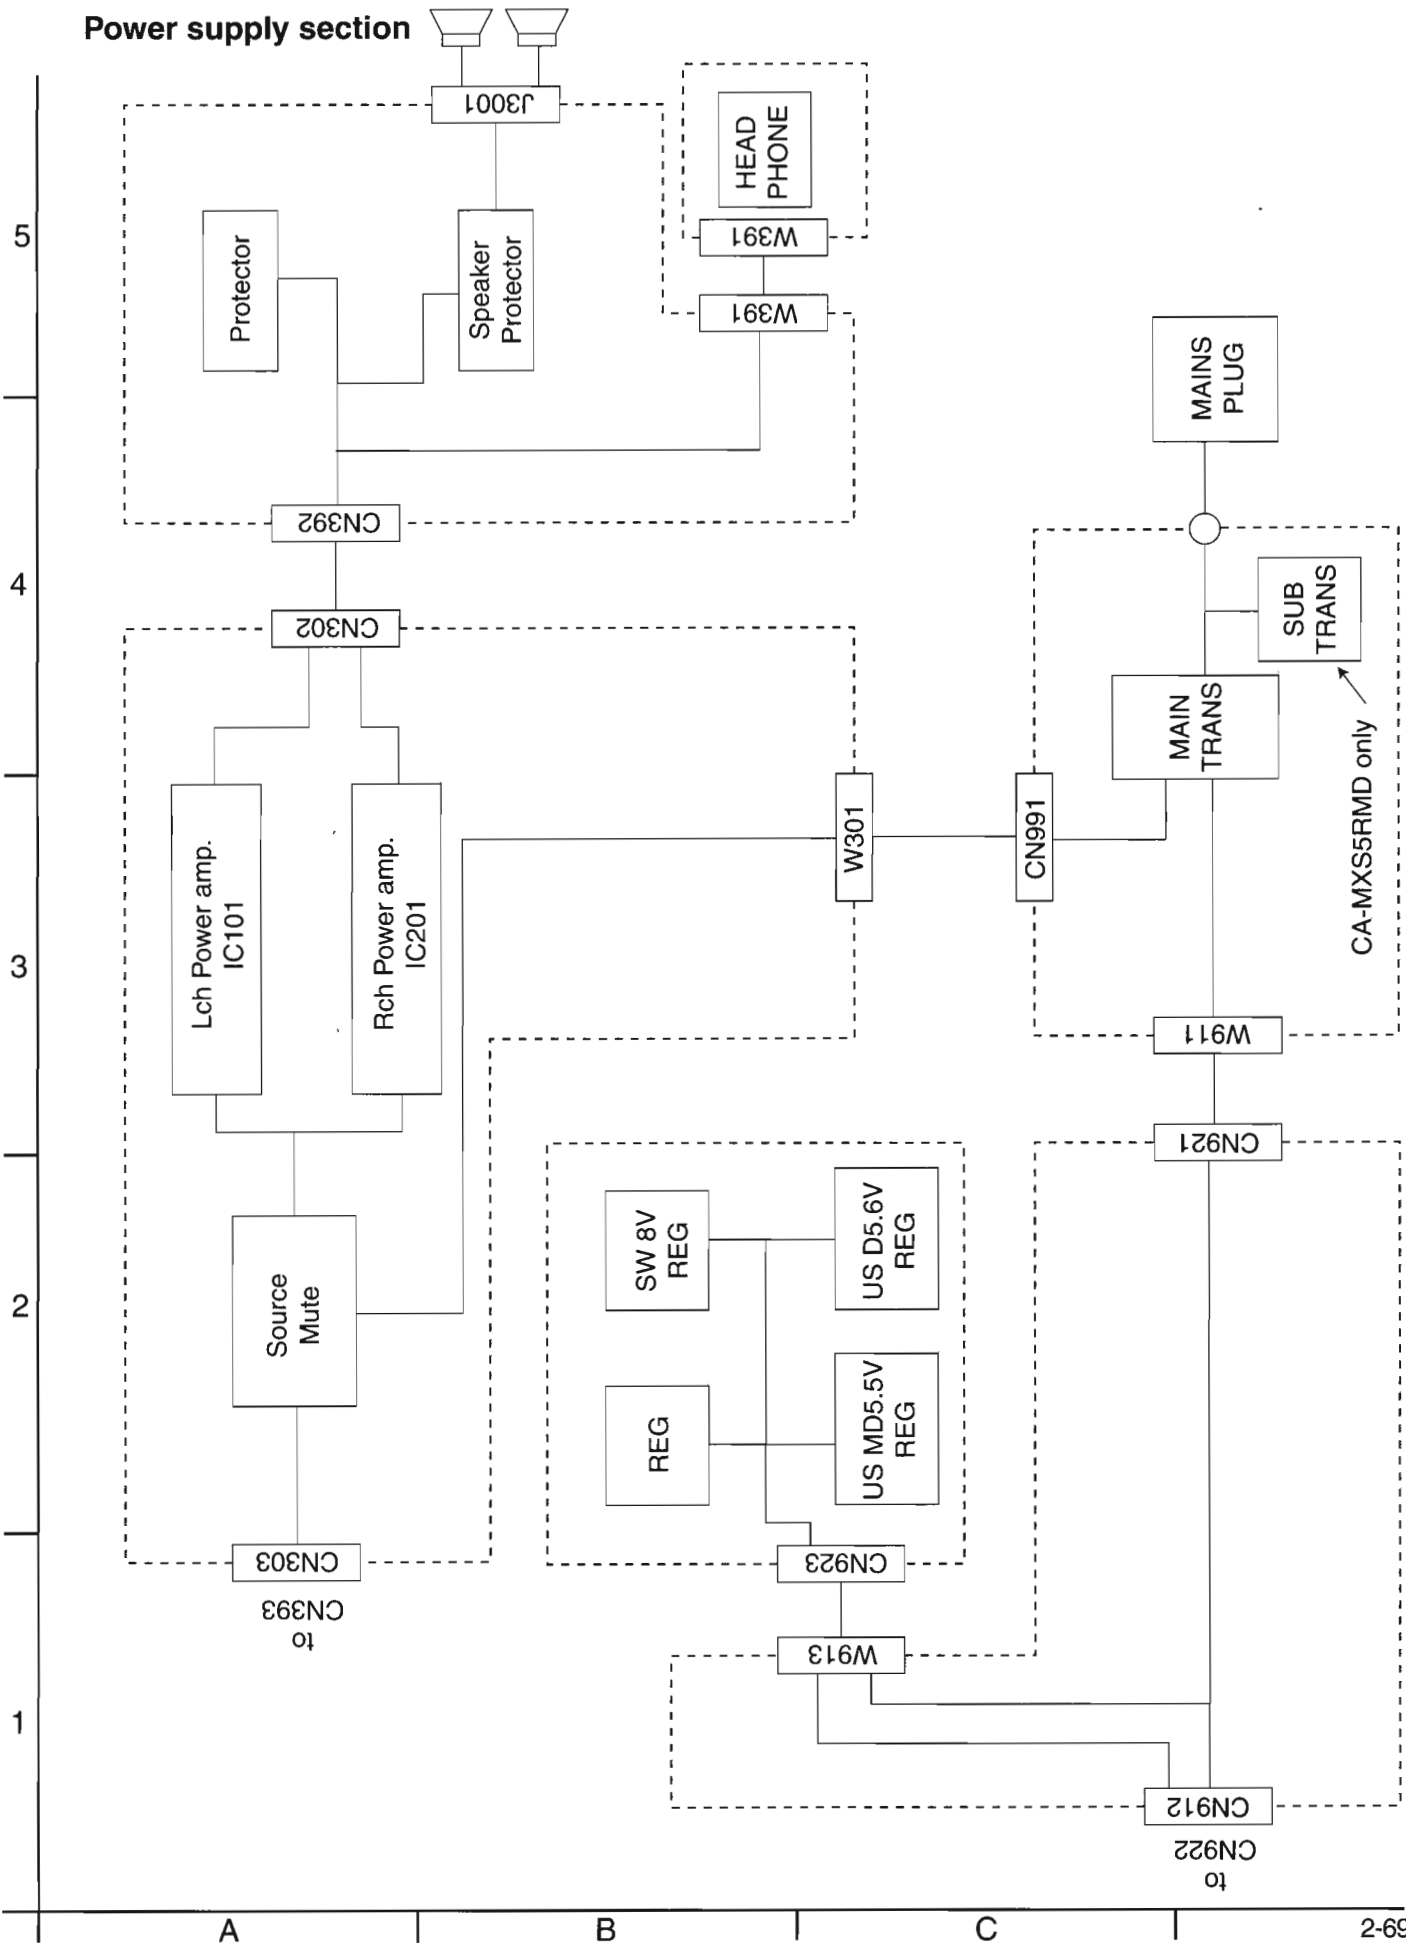 Power supply section
J3001
HEAD
PHONE
5
Protector
Speaker
Protector
W391
W391
MAINS
PLUG
CN392
4
CN302
SUB
TRANS
MAIN
TRANS
CA-MXS5RMD only
Lch Power amp.
IC101
Rch Power amp.
IC201
W301
CN991
3
W911
CN921
SW 8V
REG
US D5.6V
REG
2
Source
Mute
REG
US MD5.5V
REG
CN303
to
CN393
CN923
W913
1
CN912
to
CN922
A
B
C
2-69